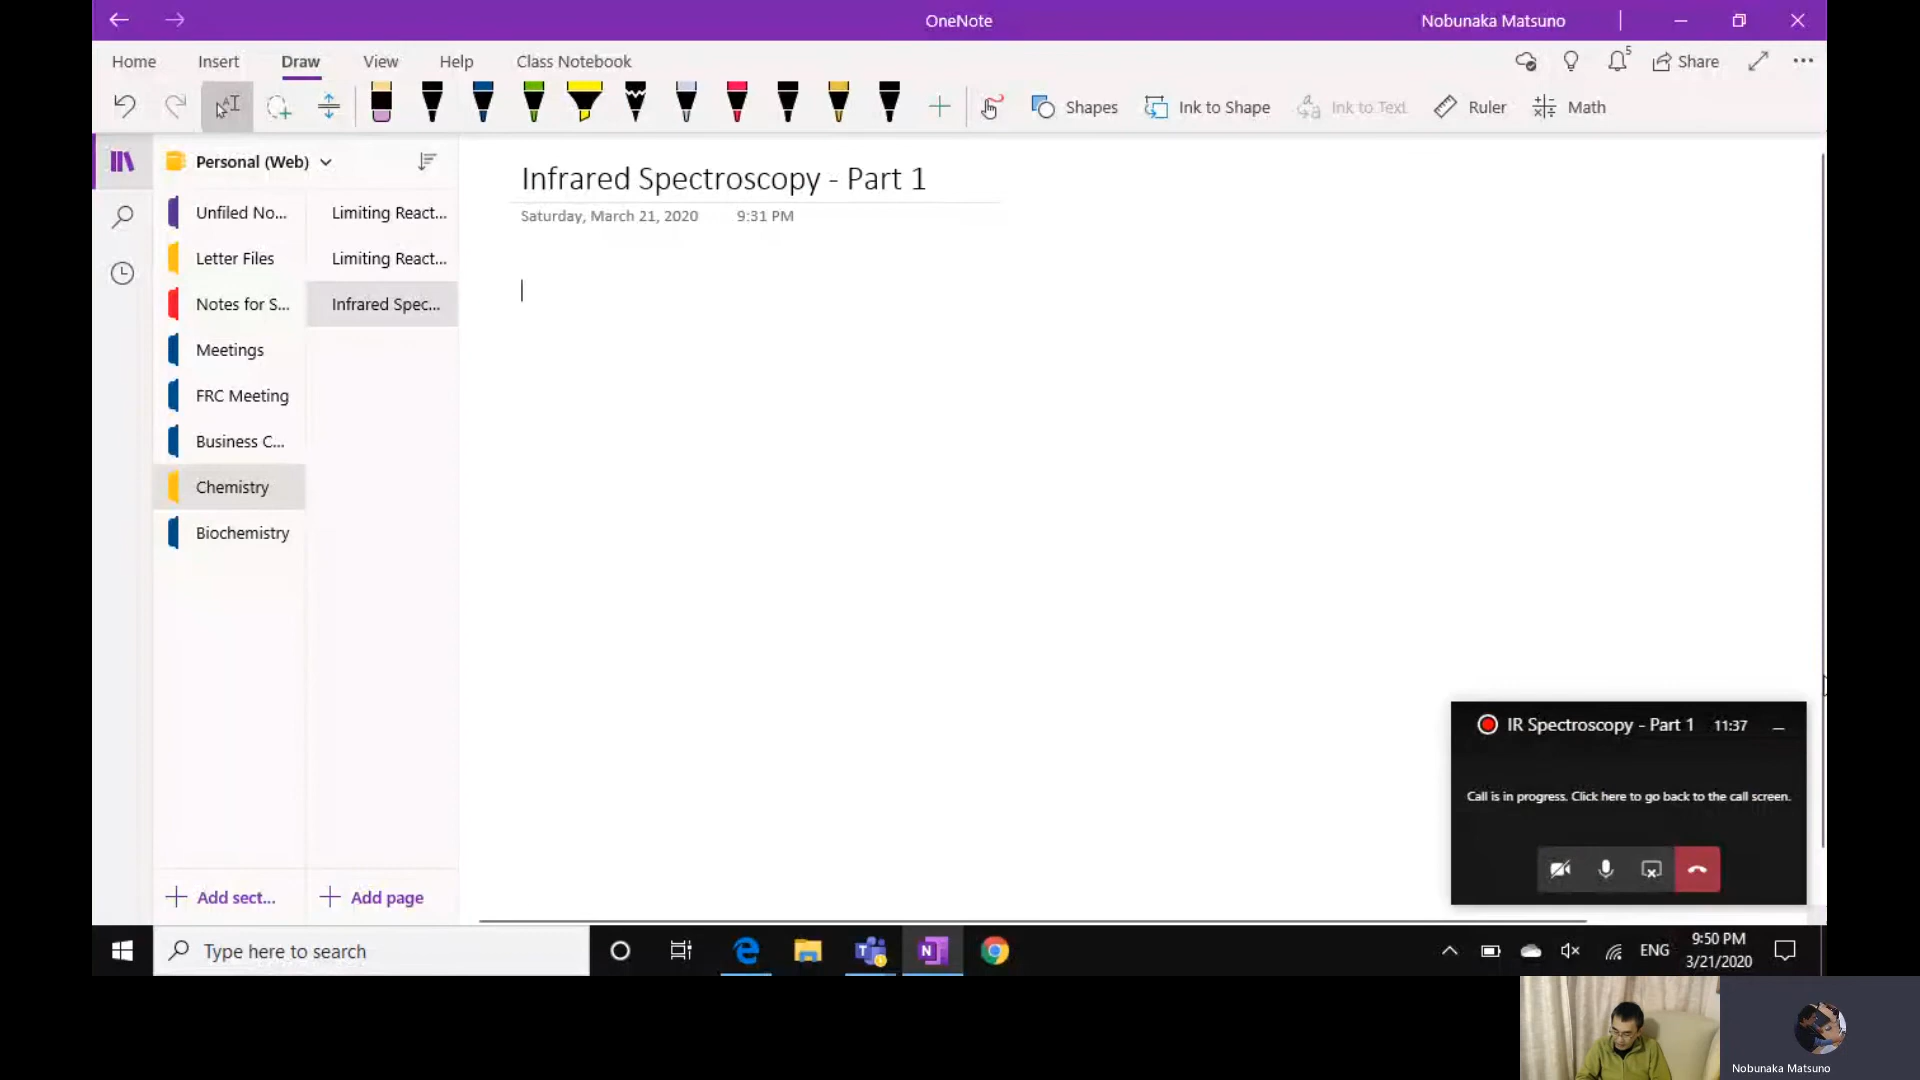 OneNote
Nobunaka Matsuno
Home Insert Draw View Help Class Notebook
5
Share
Shapes
Ink to Shape
Ink to Text
Ruler
Math
Personal (Web)
Unfiled No...
Letter Files
Notes for S...
Meetings
FRC Meeting
Business C...
Chemistry
Biochemistry
Add sect...
Limiting React...
Limiting React...
Infrared Spec...
Add page
Infrared Spectroscopy - Part 1
Saturday, March 21, 2020 9:31 PM
IR Spectroscopy - Part 1 11:37
Call is in progress. Click here to go back to the call screen.
Type here to search
ENG
9:50 PM
3/21/2020
Nobunaka Matsuno